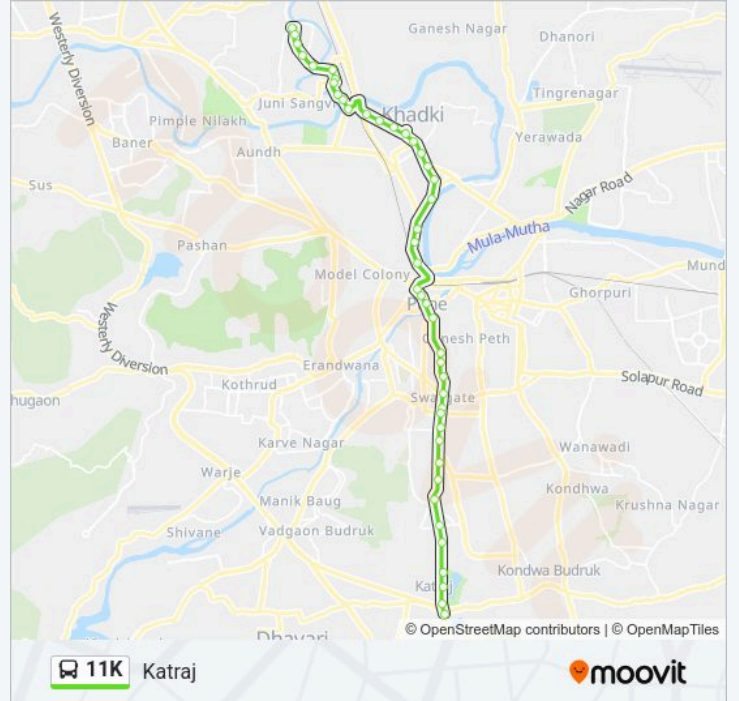 Ganesh Nagar
Dhanori
Westerly Diversion
Tingrenagar
Juni Sangvi
Khadki
Pimple Nilakh
Yerawada
Baner
Aundh
Sus
Nagar Road
Mula-Mutha
Pashan
Model Colony
Mund
Ghorpuri
Pune
Westerly Diversion
Ganesh Peth
Erandwana
Kothrud
Solapur Road
hugaon
Swargate
Karve Nagar
Wanawadi
Warje
Kondhwa
Manik Baug
Krushna Nagar
Shivane
Vadgaon Budruk
Kondwa Budruk
Katraj
© OpenStreetMap contributors | © OpenMapTiles
Dhayari
11K Katraj
moovit